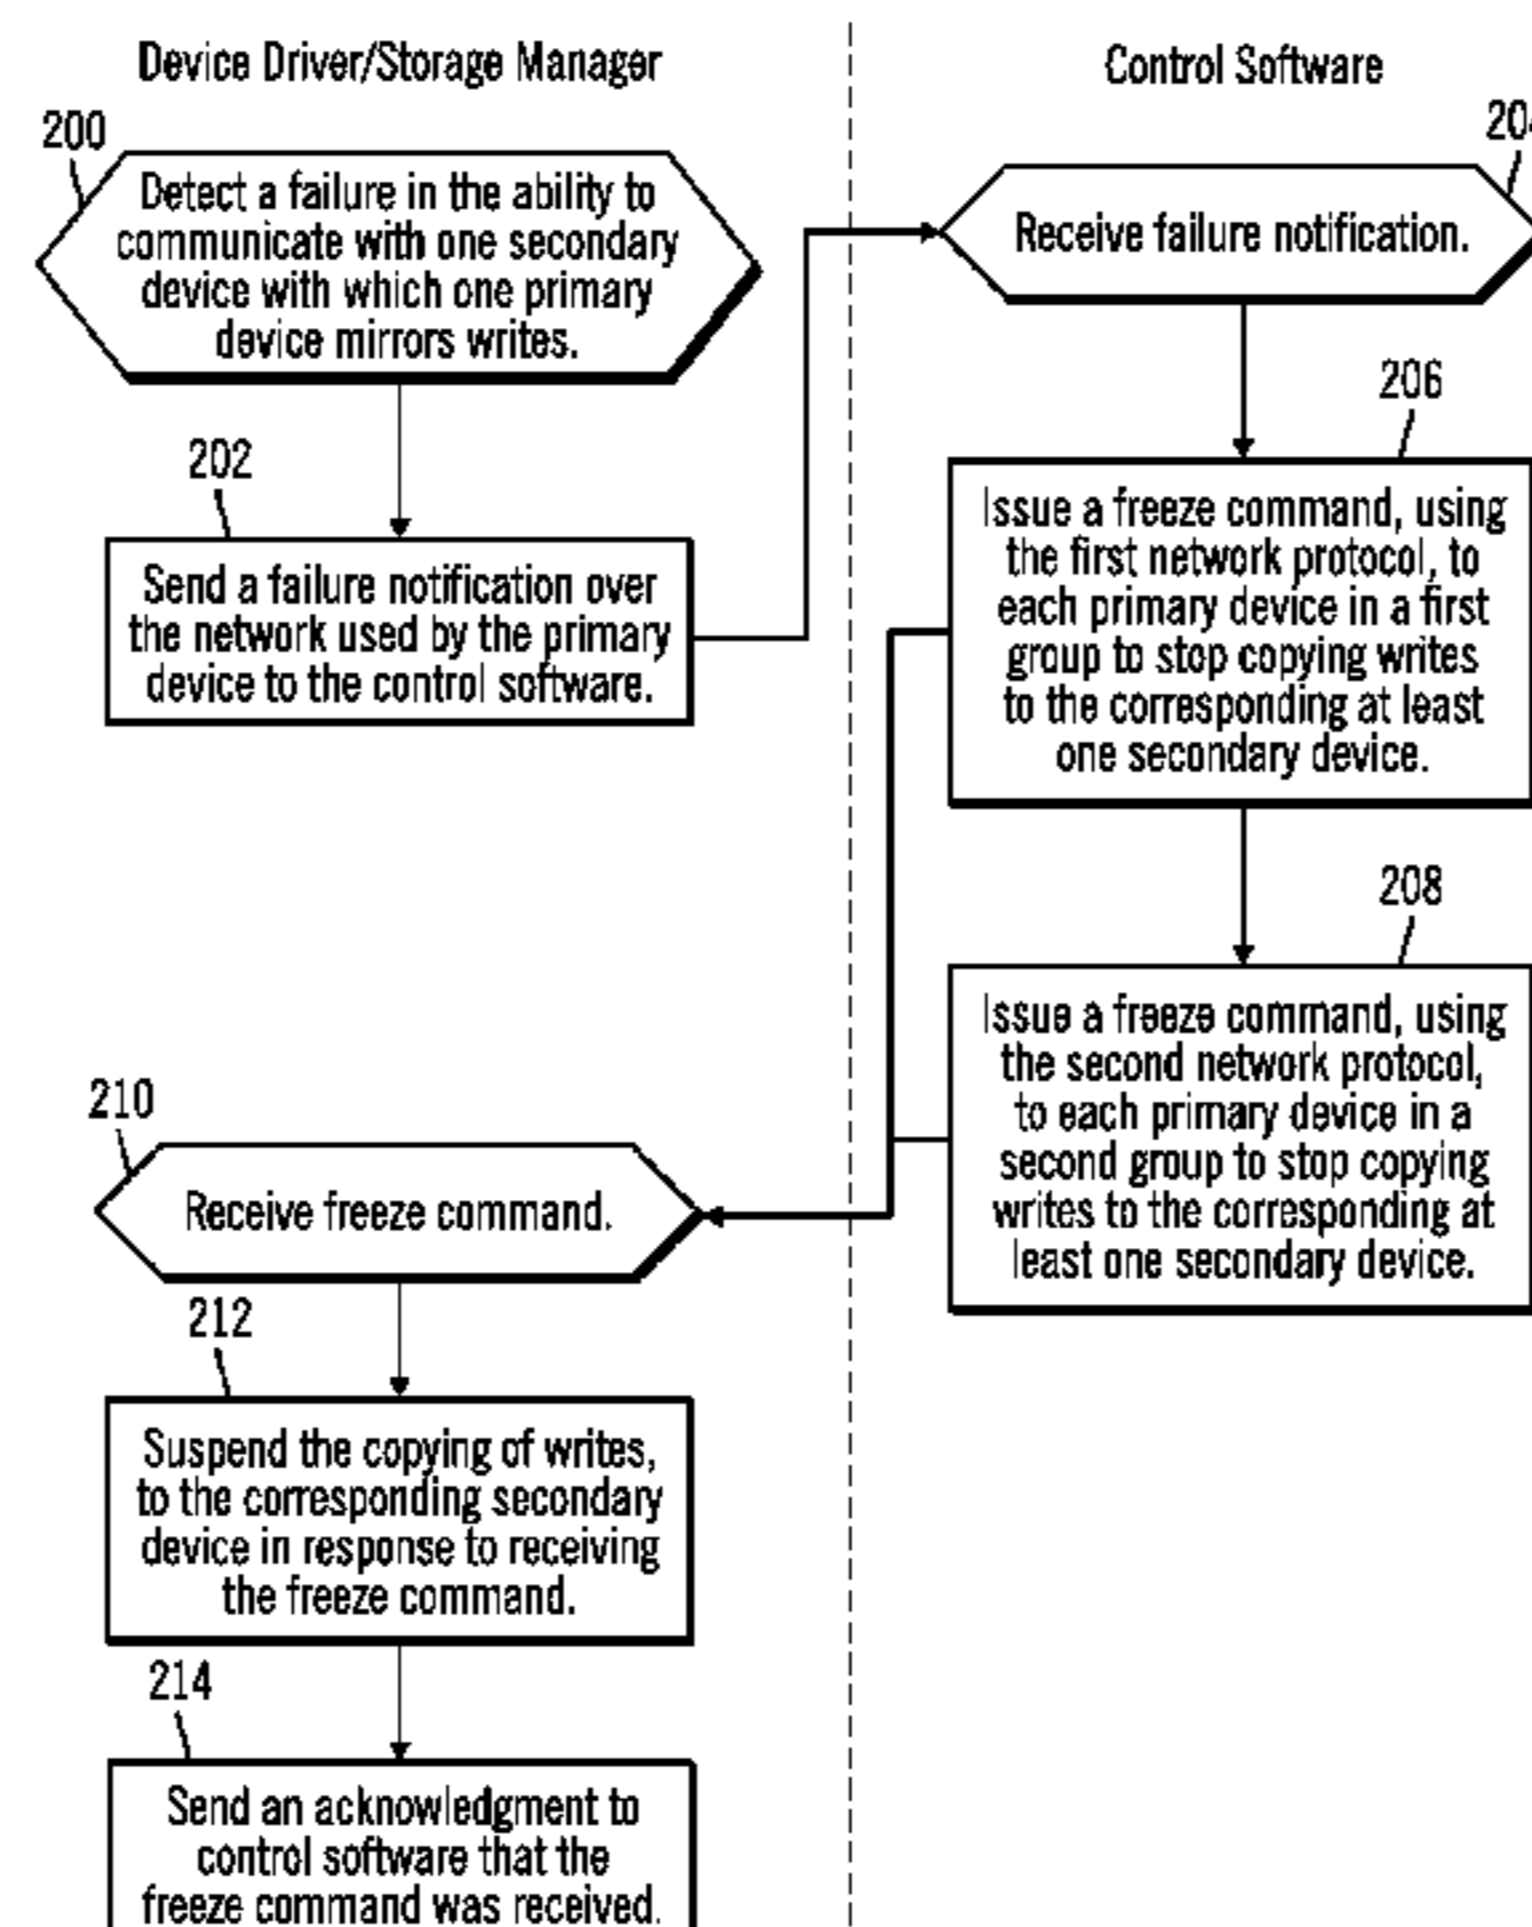 Device Driver/Storage Manager
200
Detect a failure in the ability to
communicate with one secondary
device with which one primary
device mirrors writes.
202
Send a failure notification over
the network used by the primary
device to the control software.
210
Receive freeze command.
212
Suspend the copying of writes,
to the corresponding secondary
device in response to receiving
the freeze command.
214
Send an acknowledgment to
control software that the
freeze command was received.
Control Software
Receive failure notification.
206
Issue a freeze command, using
the first network protocol, to
each primary device in a first
group to stop copying writes
to the corresponding at least
one secondary device.
208
Issue a freeze command, using
the second network protocol,
to each primary device in a
second group to stop copying
writes to the corresponding at
least one secondary device.